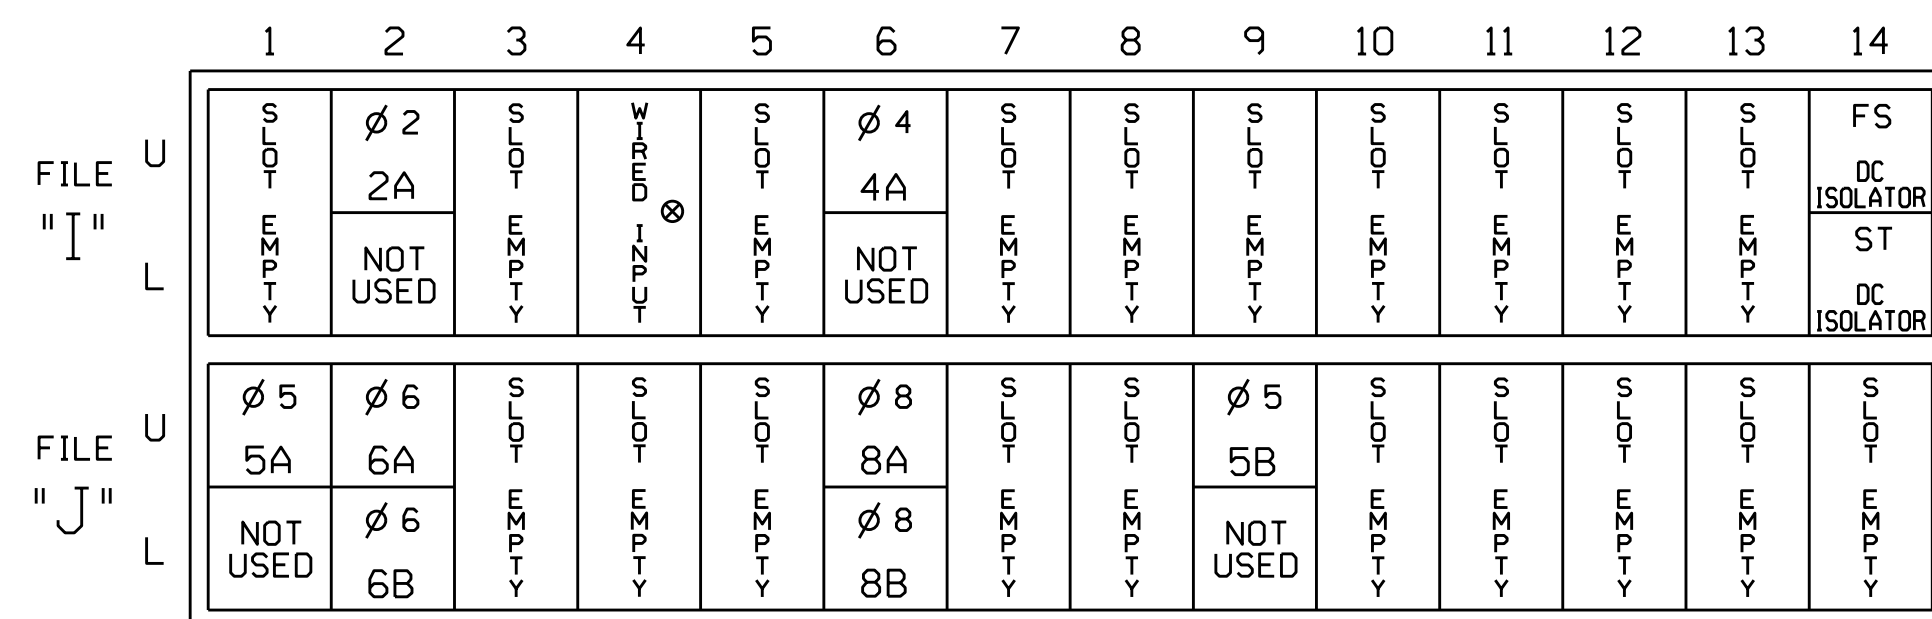 1 2 3 4 5 6 7 8 9 10 11 12 13 14
FILE
"I"
U
L
SLOT EMPTY
Ø 2
2A
NOT
USED
SLOT EMPTY
WIRED INPUT
⊗
SLOT EMPTY
Ø 4
4A
NOT
USED
SLOT EMPTY
SLOT EMPTY
SLOT EMPTY
SLOT EMPTY
SLOT EMPTY
SLOT EMPTY
SLOT EMPTY
FS
DC
ISOLATOR
ST
DC
ISOLATOR
FILE
"J"
U
L
Ø 5
5A
NOT
USED
Ø 6
6A
Ø 6
6B
SLOT EMPTY
SLOT EMPTY
SLOT EMPTY
Ø 8
8A
Ø 8
8B
SLOT EMPTY
SLOT EMPTY
Ø 5
5B
NOT
USED
SLOT EMPTY
SLOT EMPTY
SLOT EMPTY
SLOT EMPTY
SLOT EMPTY